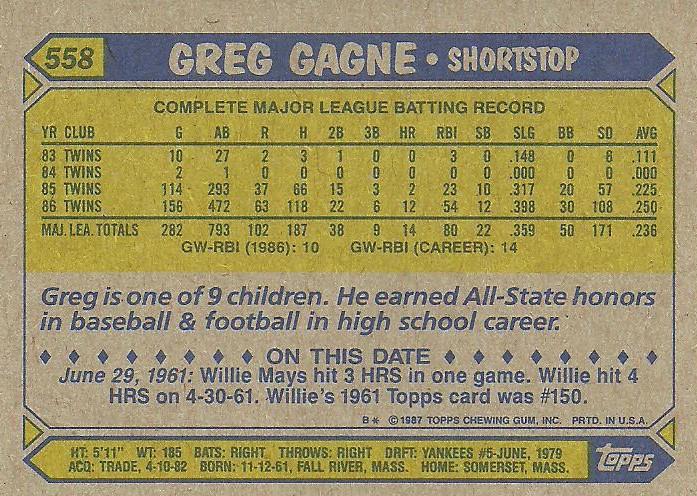 558 GREG GAGNE • SHORTSTOP
COMPLETE MAJOR LEAGUE BATTING RECORD
YR CLUB G AB R H 2B 3B HR RBI SB SLG BB SO AVG
83 TWINS 10 27 2 3 1 0 0 3 0 .148 0 8 .111
84 TWINS 2 1 0 0 0 0 0 0 0 .000 0 0 .000
85 TWINS 114 293 37 66 15 3 2 23 10 .317 20 57 .225
86 TWINS 156 472 63 118 22 6 12 54 12 .398 30 108 .250
MAJ. LEA. TOTALS 282 793 102 187 38 9 14 80 22 .359 50 171 .236
GW-RBI (1986): 10 GW-RBI (CAREER): 14
Greg is one of 9 children. He earned All-State honors
in baseball & football in high school career.
♦ ♦ ♦ ♦ ♦ ♦ ♦ ♦ ON THIS DATE ♦ ♦ ♦ ♦ ♦ ♦ ♦ ♦
June 29, 1961: Willie Mays hit 3 HRS in one game. Willie hit 4
HRS on 4-30-61. Willie's 1961 Topps card was #150.
B* © 1987 TOPPS CHEWING GUM, INC. PRTD. IN U.S.A.
HT: 5'11" WT: 185 BATS: RIGHT THROWS: RIGHT DRFT: YANKEES #5-JUNE, 1979
ACQ: TRADE, 4-10-82 BORN: 11-12-61, FALL RIVER, MASS. HOME: SOMERSET, MASS.
topps